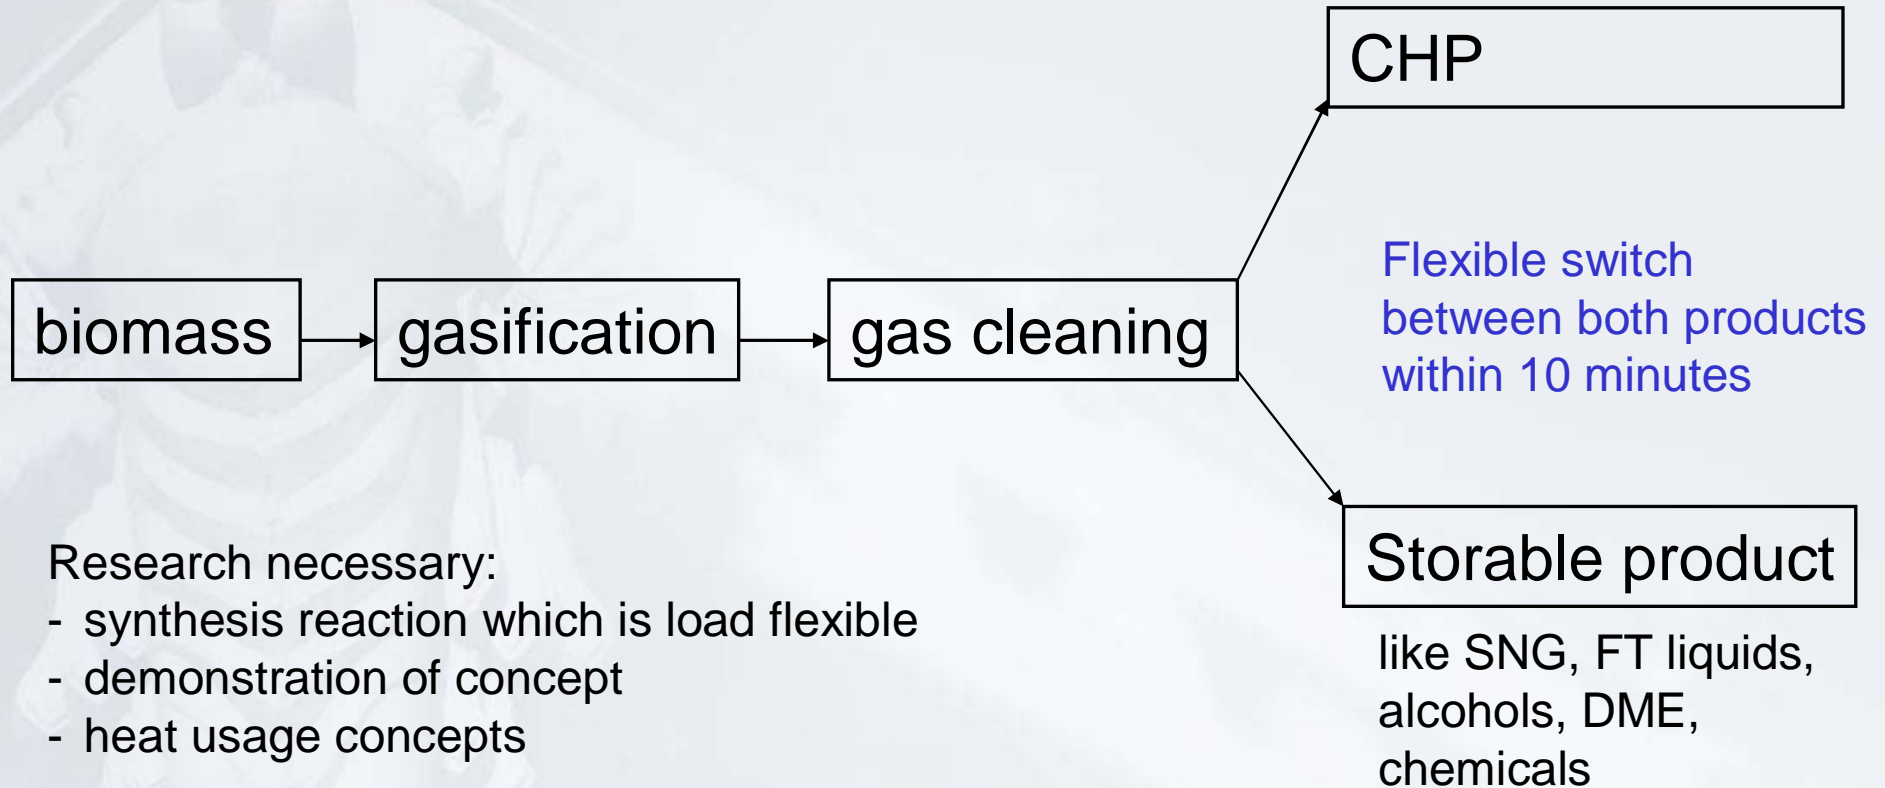 CHP
Flexible switch
between both products
within 10 minutes
biomass
gasification
gas cleaning
Storable product
like SNG, FT liquids,
alcohols, DME,
chemicals
Research necessary:
- synthesis reaction which is load flexible
- demonstration of concept
- heat usage concepts